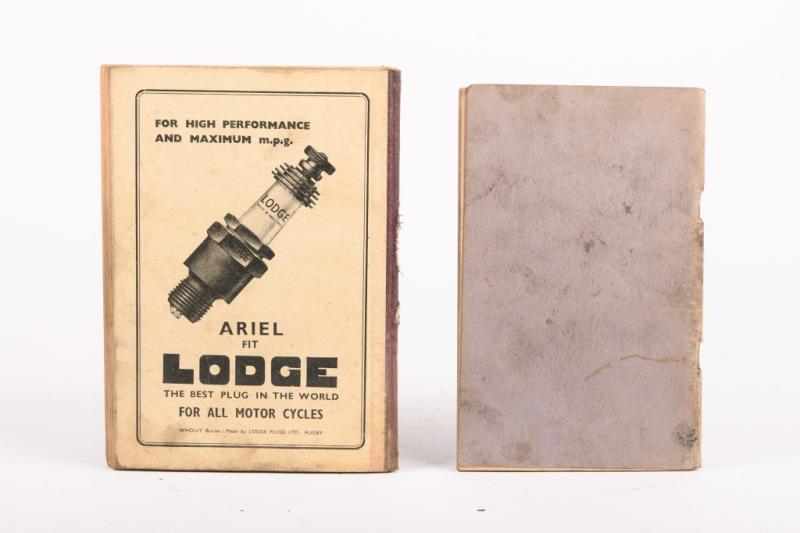 FOR HIGH PERFORMANCE
AND MAXIMUM m.p.g.
LODGE
LODGE
ARIEL
FIT
LODGE
THE BEST PLUG IN THE WORLD
FOR ALL MOTOR CYCLES
WHOLLY British : Made by LODGE PLUGS LTD., RUGBY